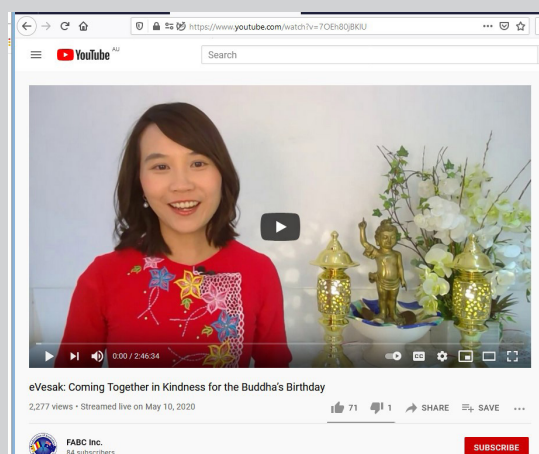 https://www.youtube.com/watch?v=7OEh80jBKlU
YouTube AU
Search
0:00 / 2:46:34
CC
eVesak: Coming Together in Kindness for the Buddha's Birthday
2,277 views • Streamed live on May 10, 2020
71 1 SHARE SAVE
FABC Inc.
84 subscribers
SUBSCRIBE